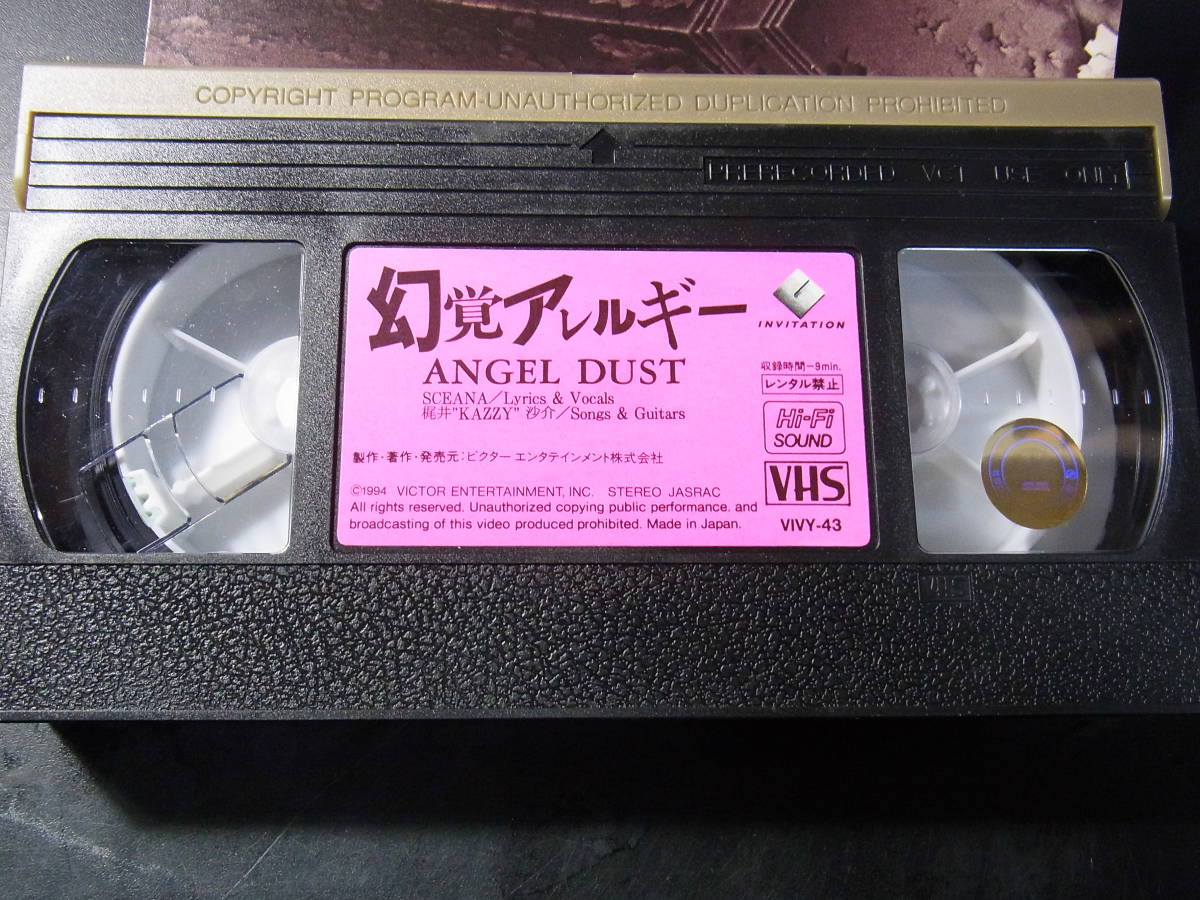 COPYRIGHT PROGRAM-UNAUTHORIZED DUPLICATION PROHIBITED
PRERECORDED VCT USE ONLY
幻覚アレルギー
INVITATION
ANGEL DUST
SCEANA／Lyrics & Vocals
梶井"KAZZY" 沙介／Songs & Guitars
収録時間－9min.
レンタル禁止
Hi-Fi
SOUND
製作・著作・発売元：ビクター エンタテインメント株式会社
VHS
©1994 VICTOR ENTERTAINMENT, INC. STEREO JASRAC
All rights reserved. Unauthorized copying public performance. and
broadcasting of this video produced prohibited. Made in Japan.
VIVY-43
VHS